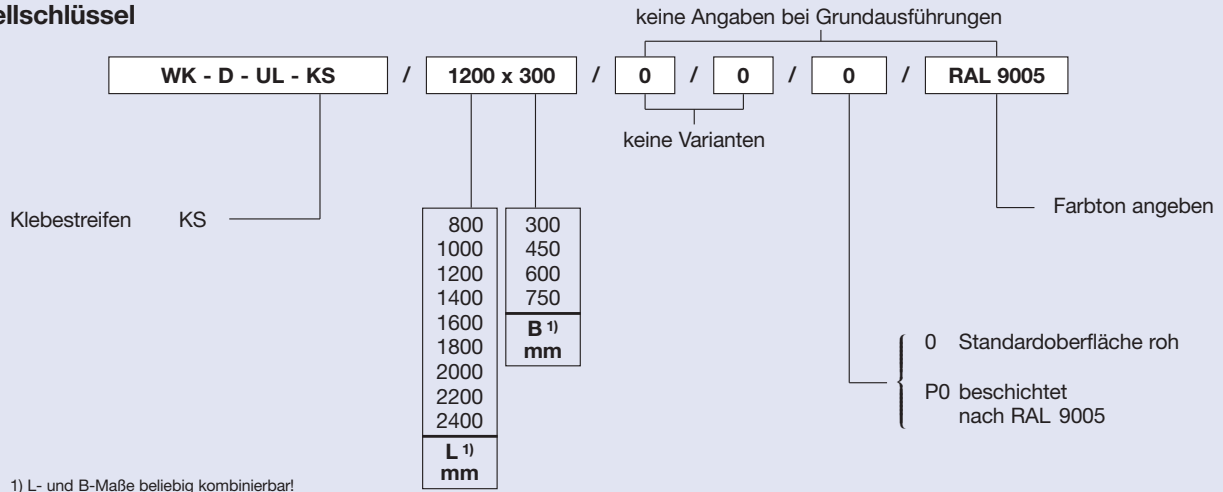 ellschlüssel
keine Angaben bei Grundausführungen
WK - D - UL - KS / 1200 x 300 / 0 / 0 / 0 / RAL 9005
keine Varianten
Klebestreifen KS
Farbton angeben
800
1000
1200
1400
1600
1800
2000
2200
2400
L 1)
mm
300
450
600
750
B 1)
mm
0 Standardoberfläche roh
P0 beschichtet
nach RAL 9005
1) L- und B-Maße beliebig kombinierbar!